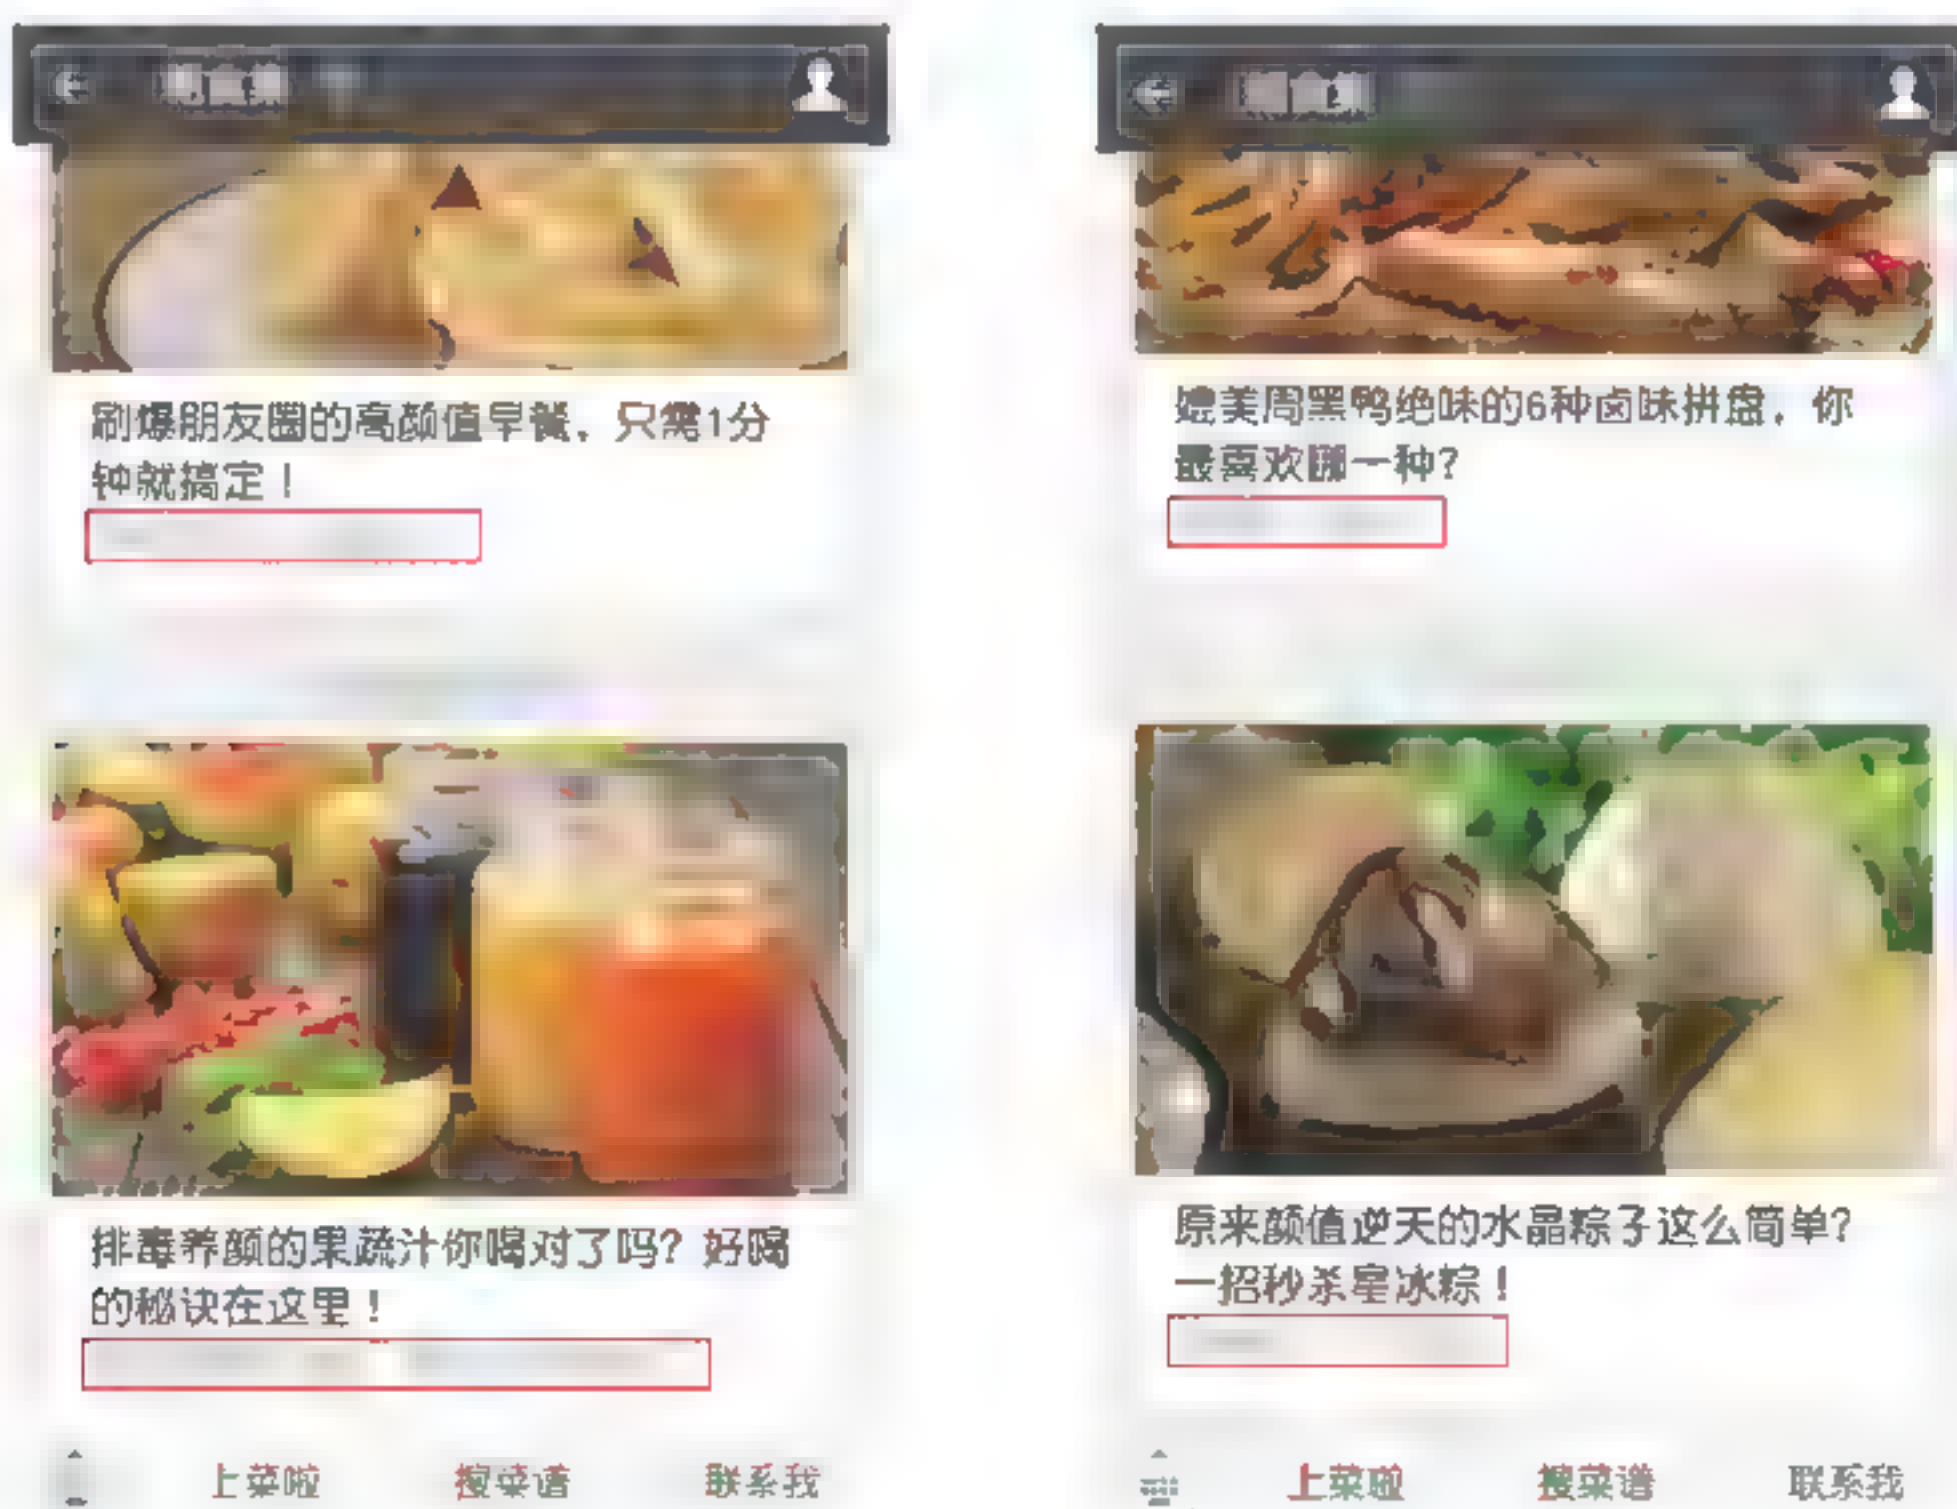 刷爆朋友圈的高颜值早餐，只需1分
钟就搞定！
排毒养颜的果蔬汁你喝对了吗？好喝
的秘诀在这里！
上菜啦
搜菜谱
联系我
媲美周黑鸭绝味的6种卤味拼盘，你
最喜欢哪一种？
原来颜值逆天的水晶粽子这么简单？
一招秒杀星冰粽！
上菜啦
搜菜谱
联系我